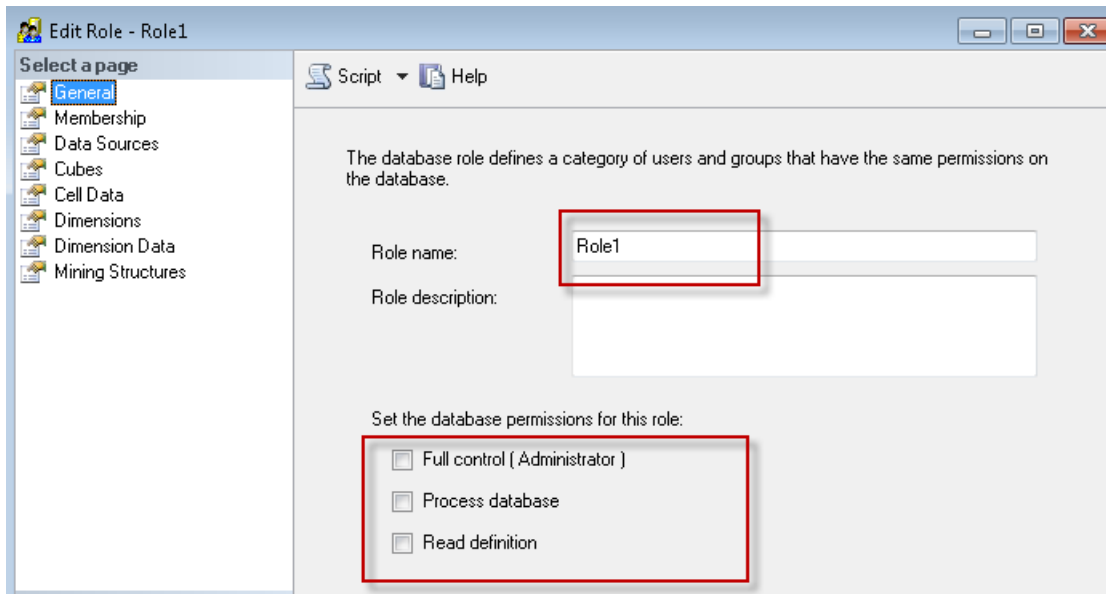 Edit Role - Role1
Select a page
General
Membership
Data Sources
Cubes
Cell Data
Dimensions
Dimension Data
Mining Structures
Script
Help
The database role defines a category of users and groups that have the same permissions on
the database.
Role name:
Role1
Role description:
Set the database permissions for this role:
Full control ( Administrator )
Process database
Read definition